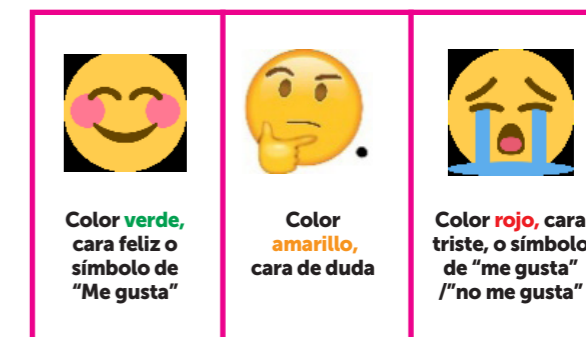 Color verde,
cara feliz o
símbolo de
“Me gusta”
Color
amarillo,
cara de duda
Color rojo, cara
triste, o símbolo
de “me gusta”
/”no me gusta”